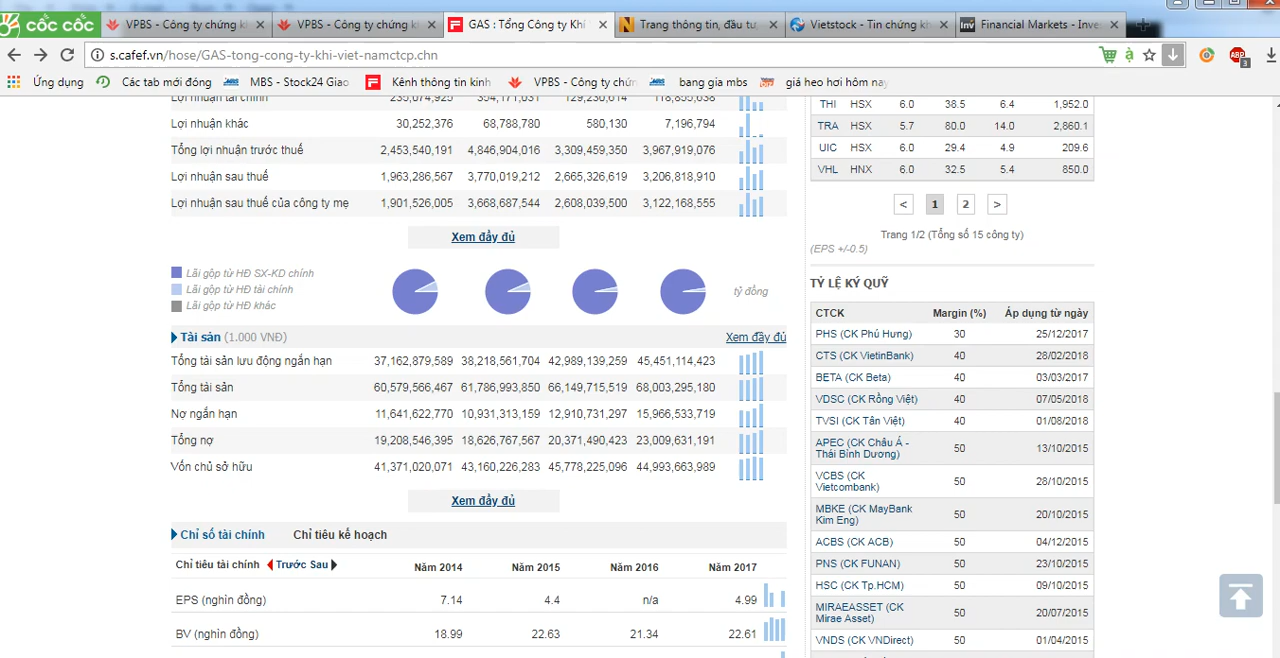 cốc cốc
VPBS - Công ty chứng kh
VPBS - Công ty chứng kh
GAS : Tổng Công ty Khí
Trang thông tin, đầu tư,
Vietstock - Tin chứng kh
Financial Markets - Inve
s.cafef.vn/hose/GAS-tong-cong-ty-khi-viet-namctcp.chn
Ứng dụng
Các tab mới đóng
MBS - Stock24 Giao
Kênh thông tin kinh
VPBS - Công ty chứn
bang gia mbs
giá heo hơi hôm nay
Lợi nhuận tài chính 235,074,925 354,171,031 129,230,614 118,855,638
Lợi nhuận khác 30,252,376 68,788,780 580,130 7,196,794
Tổng lợi nhuận trước thuế 2,453,540,191 4,846,904,016 3,309,459,350 3,967,919,076
Lợi nhuận sau thuế 1,963,286,567 3,770,019,212 2,665,326,619 3,206,818,910
Lợi nhuận sau thuế của công ty mẹ 1,901,526,005 3,668,687,544 2,608,039,500 3,122,168,555
Xem đầy đủ
Lãi gộp từ HĐ SX-KD chính
Lãi gộp từ HĐ tài chính
Lãi gộp từ HĐ khác
tỷ đồng
Tài sản (1.000 VNĐ) Xem đầy đủ
Tổng tài sản lưu động ngắn hạn 37,162,879,589 38,218,561,704 42,989,139,259 45,451,114,423
Tổng tài sản 60,579,566,467 61,786,993,850 66,149,715,519 68,003,295,180
Nợ ngắn hạn 11,641,622,770 10,931,313,159 12,910,731,297 15,966,533,719
Tổng nợ 19,208,546,395 18,626,767,567 20,371,490,423 23,009,631,191
Vốn chủ sở hữu 41,371,020,071 43,160,226,283 45,778,225,096 44,993,663,989
Xem đầy đủ
Chỉ số tài chính Chỉ tiêu kế hoạch
Chỉ tiêu tài chính Trước Sau Năm 2014 Năm 2015 Năm 2016 Năm 2017
EPS (nghìn đồng) 7.14 4.4 n/a 4.99
BV (nghìn đồng) 18.99 22.63 21.34 22.61
THI HSX 6.0 38.5 6.4 1,952.0
TRA HSX 5.7 80.0 14.0 2,860.1
UIC HSX 6.0 29.4 4.9 209.6
VHL HNX 6.0 32.5 5.4 850.0
< 1 2 >
Trang 1/2 (Tổng số 15 công ty)
(EPS +/-0.5)
TỶ LỆ KÝ QUỸ
CTCK Margin (%) Áp dụng từ ngày
PHS (CK Phú Hưng) 30 25/12/2017
CTS (CK VietinBank) 40 28/02/2018
BETA (CK Beta) 40 03/03/2017
VDSC (CK Rồng Việt) 40 07/05/2018
TVSI (CK Tân Việt) 40 01/08/2018
APEC (CK Châu Á -
Thái Bình Dương) 50 13/10/2015
VCBS (CK
Vietcombank) 50 28/10/2015
MBKE (CK MayBank
Kim Eng) 50 20/10/2015
ACBS (CK ACB) 50 04/12/2015
PNS (CK FUNAN) 50 23/10/2015
HSC (CK Tp.HCM) 50 09/10/2015
MIRAEASSET (CK
Mirae Asset) 50 20/07/2015
VNDS (CK VNDirect) 50 01/04/2015